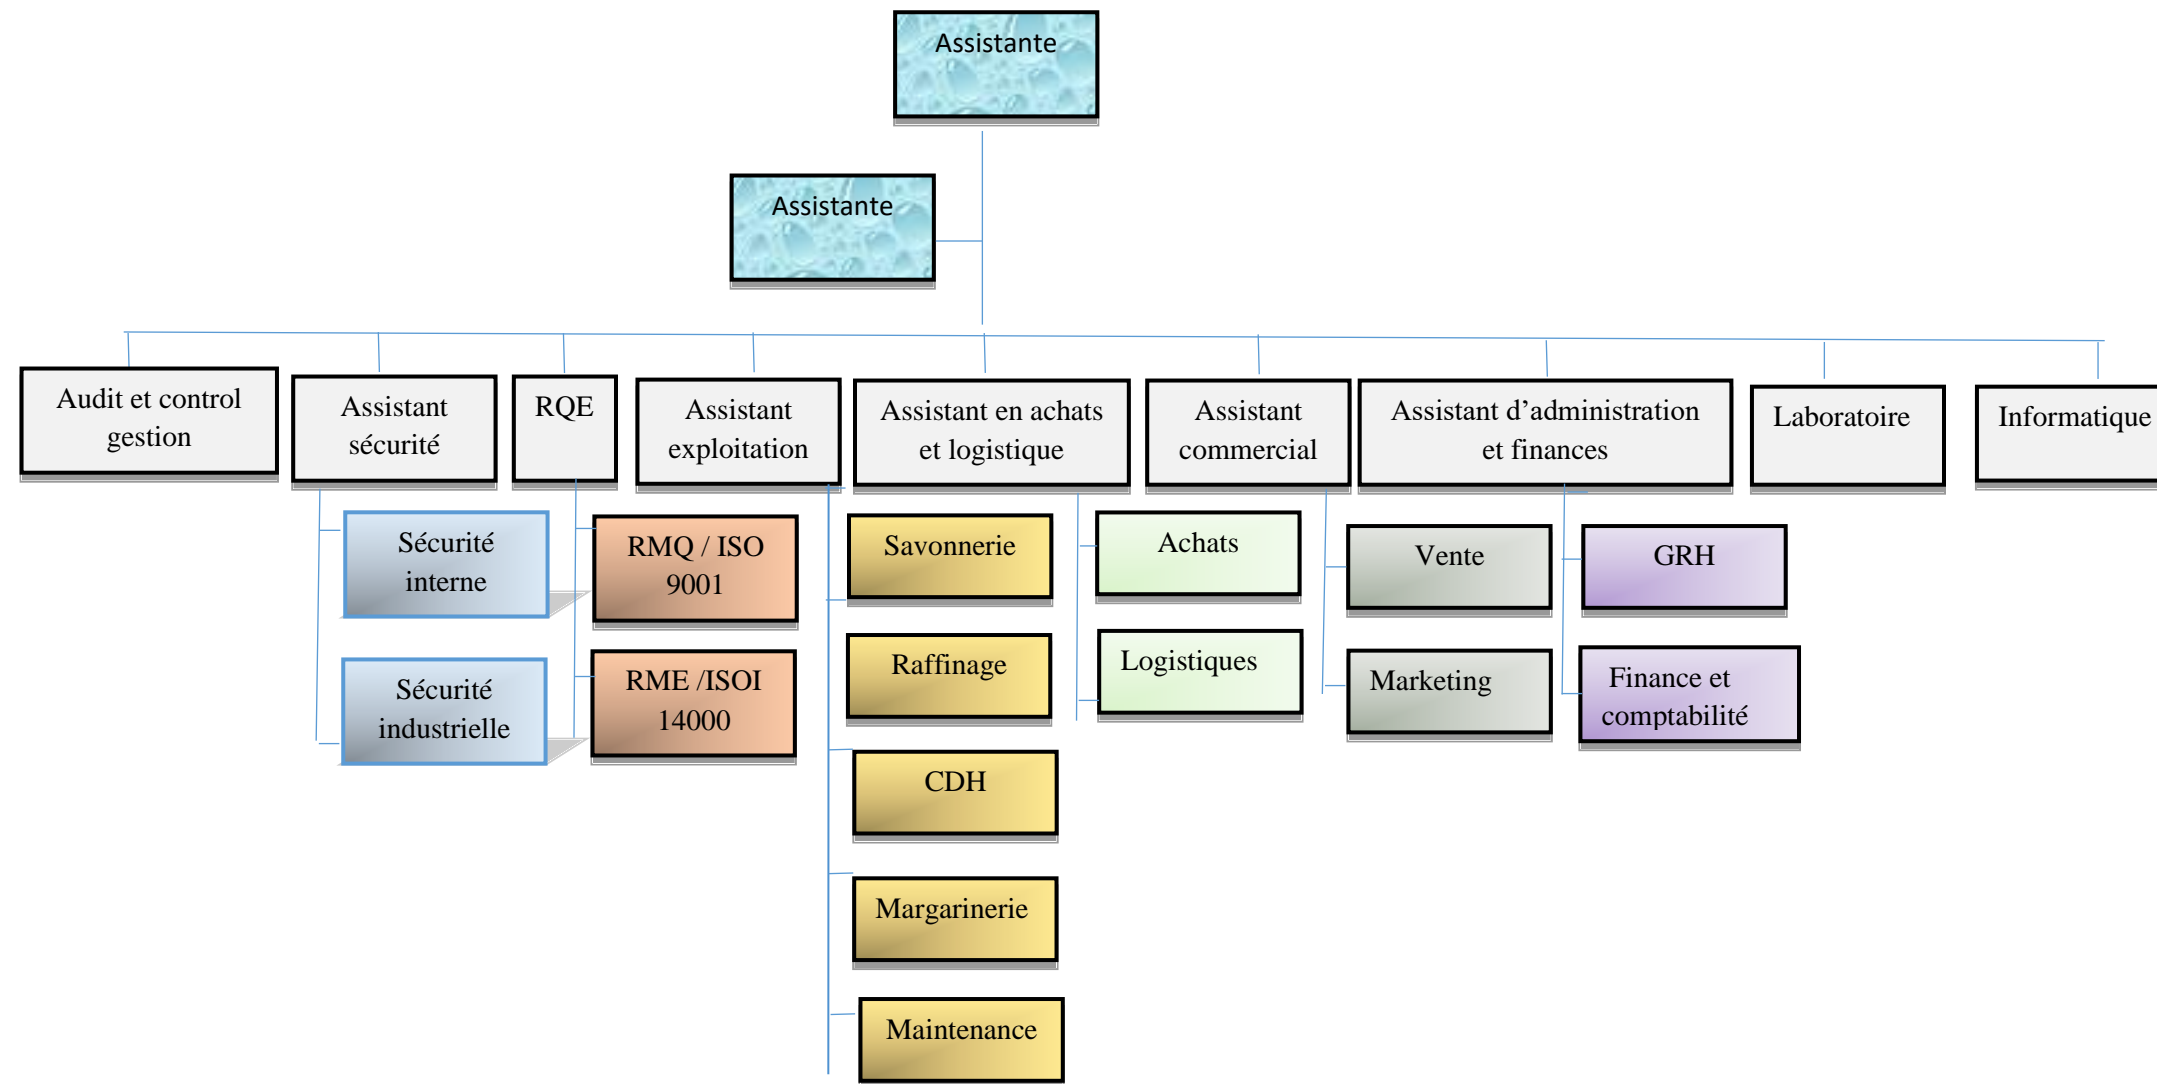 Assistante
Assistante
Audit et control
gestion
Assistant
sécurité
RQE
Assistant
exploitation
Assistant en achats
et logistique
Assistant
commercial
Assistant d’administration
et finances
Laboratoire
Informatique
Sécurité
interne
Sécurité
industrielle
RMQ / ISO
9001
RME /ISOI
14000
Savonnerie
Raffinage
CDH
Margarinerie
Maintenance
Achats
Logistiques
Vente
Marketing
GRH
Finance et
comptabilité